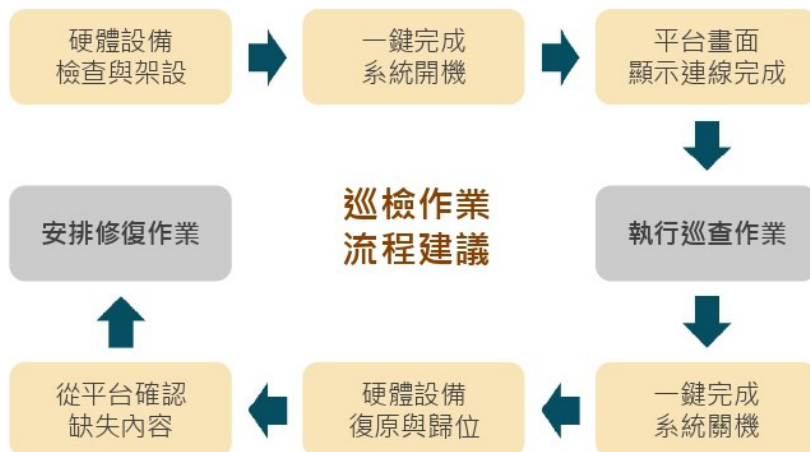 硬體設備
檢查與架設
一鍵完成
系統開機
平台畫面
顯示連線完成
安排修復作業
巡檢作業
流程建議
執行巡查作業
從平台確認
缺失內容
硬體設備
復原與歸位
一鍵完成
系統關機